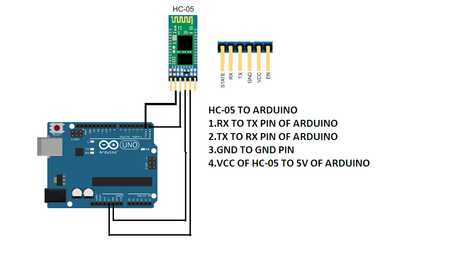 HC-05
STATE
RX
TX
GND
VCC
EN
HC-05 TO ARDUINO
1.RX TO TX PIN OF ARDUINO
2.TX TO RX PIN OF ARDUINO
3.GND TO GND PIN
4.VCC OF HC-05 TO 5V OF ARDUINO
UNO
ARDUINO